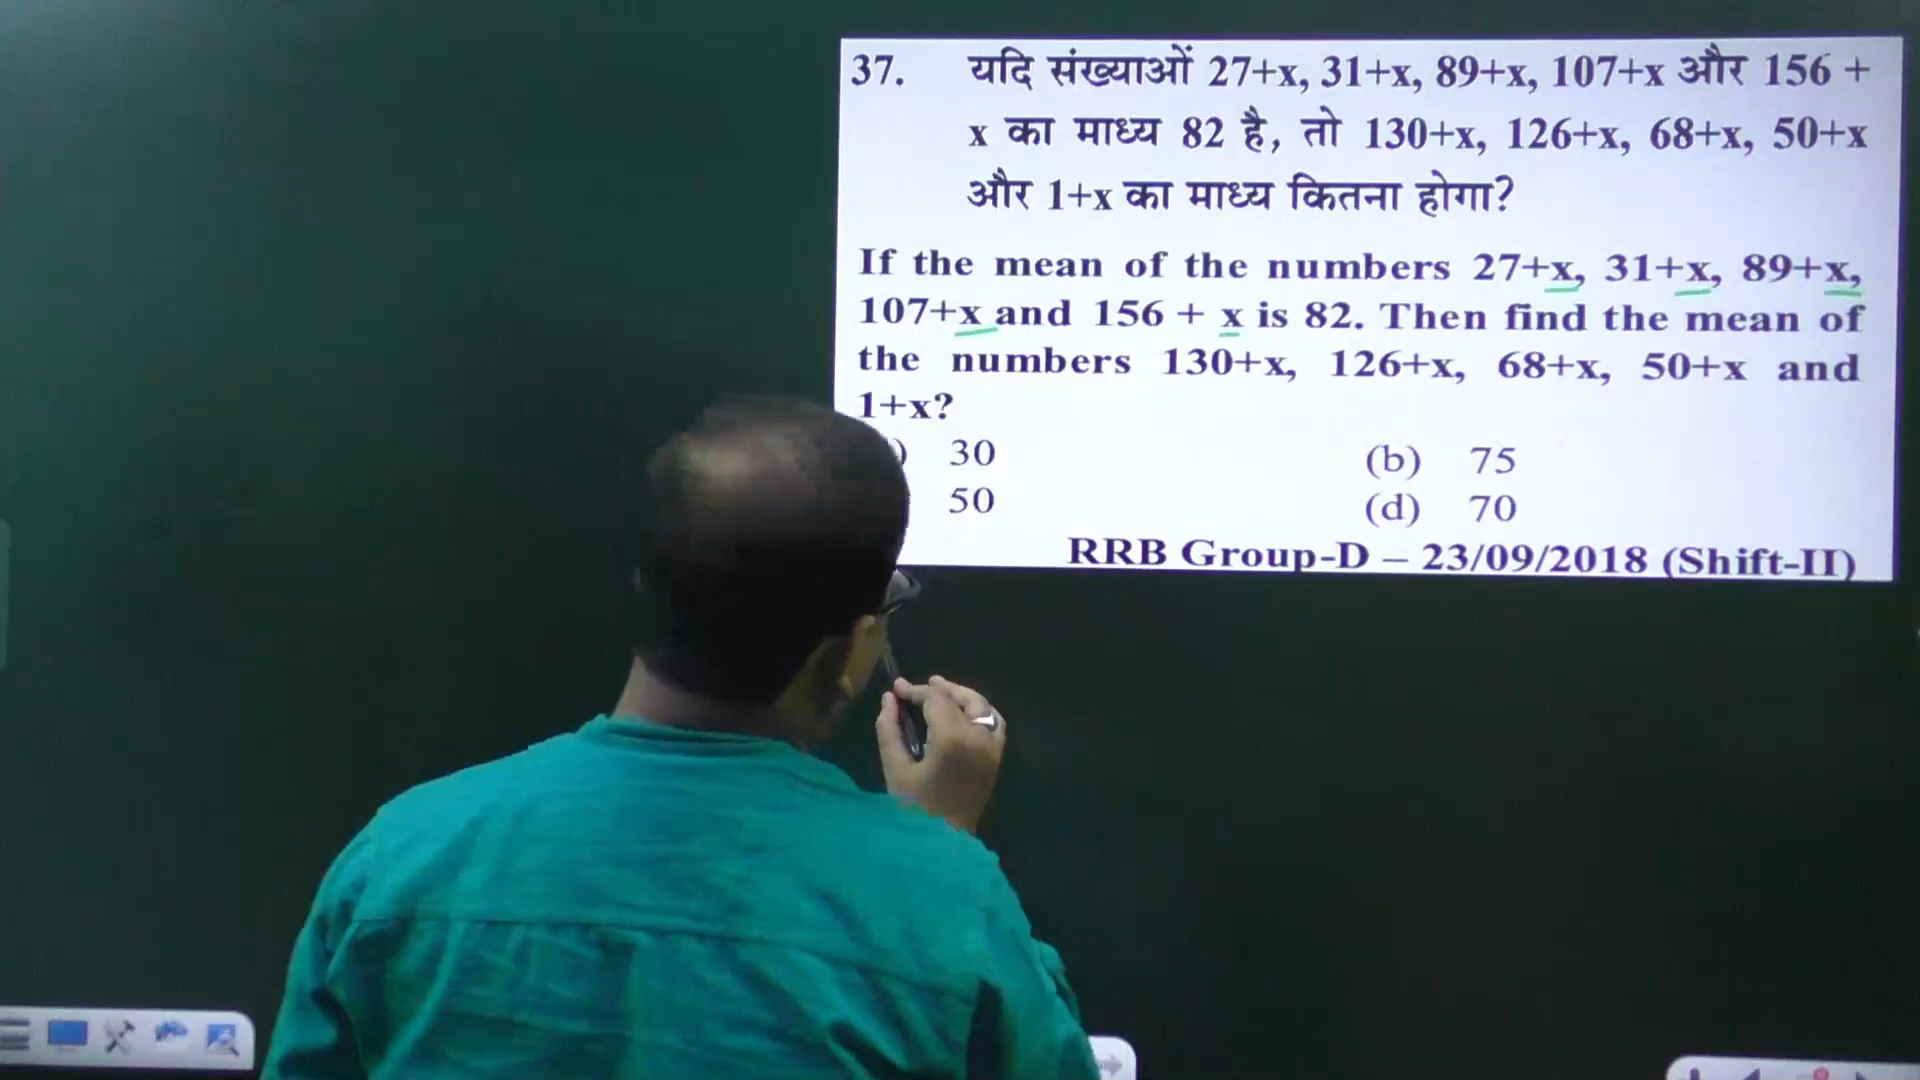 37. यदि संख्याओं 27+x, 31+x, 89+x, 107+x और 156 +
x का माध्य 82 है, तो 130+x, 126+x, 68+x, 50+x
और 1+x का माध्य कितना होगा?
If the mean of the numbers 27+x, 31+x, 89+x,
107+x and 156 + x is 82. Then find the mean of
the numbers 130+x, 126+x, 68+x, 50+x and
1+x?
) 30 (b) 75
50 (d) 70
RRB Group-D – 23/09/2018 (Shift-II)